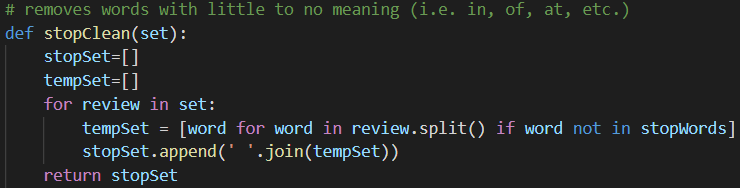 # removes words with little to no meaning (i.e. in, of, at, etc.)
def stopClean(set):
    stopSet=[]
    tempSet=[]
    for review in set:
        tempSet = [word for word in review.split() if word not in stopWords]
        stopSet.append(' '.join(tempSet))
    return stopSet